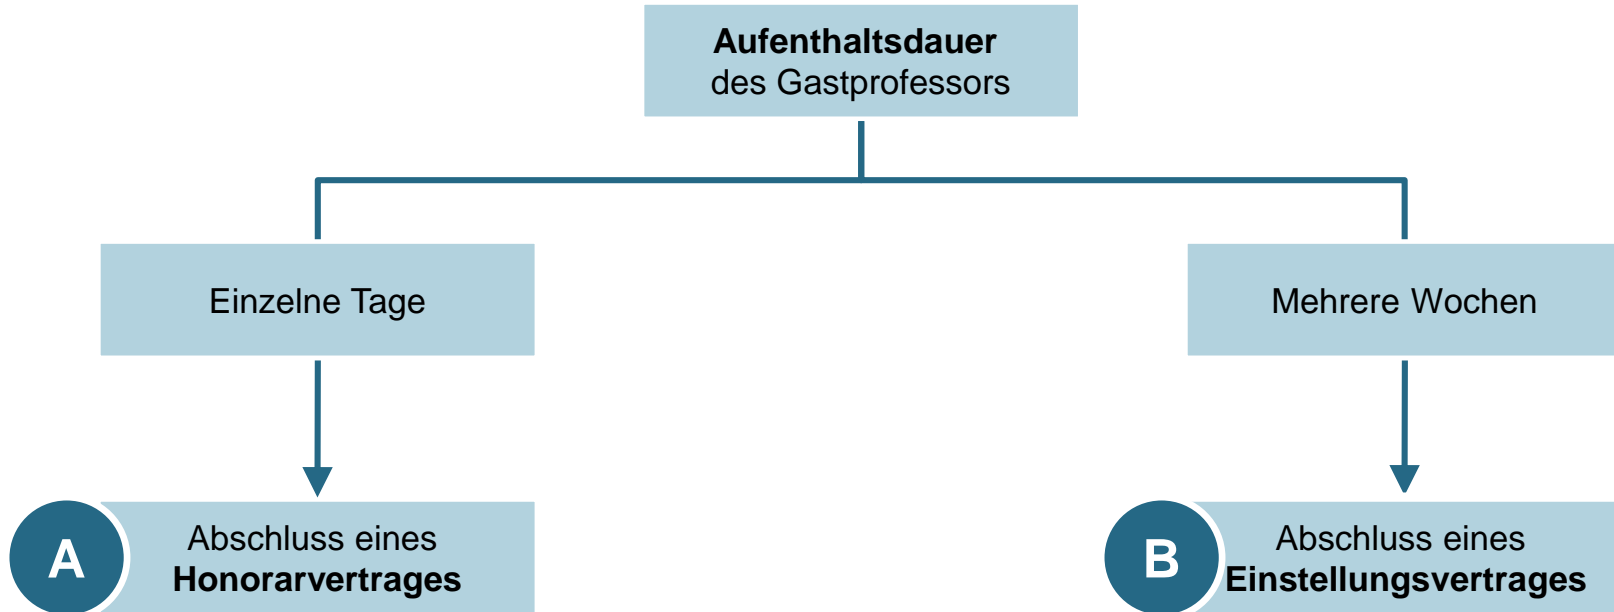 Aufenthaltsdauer
des Gastprofessors
Einzelne Tage
Mehrere Wochen
A
Abschluss eines
Honorarvertrages
B
Abschluss eines
Einstellungsvertrages